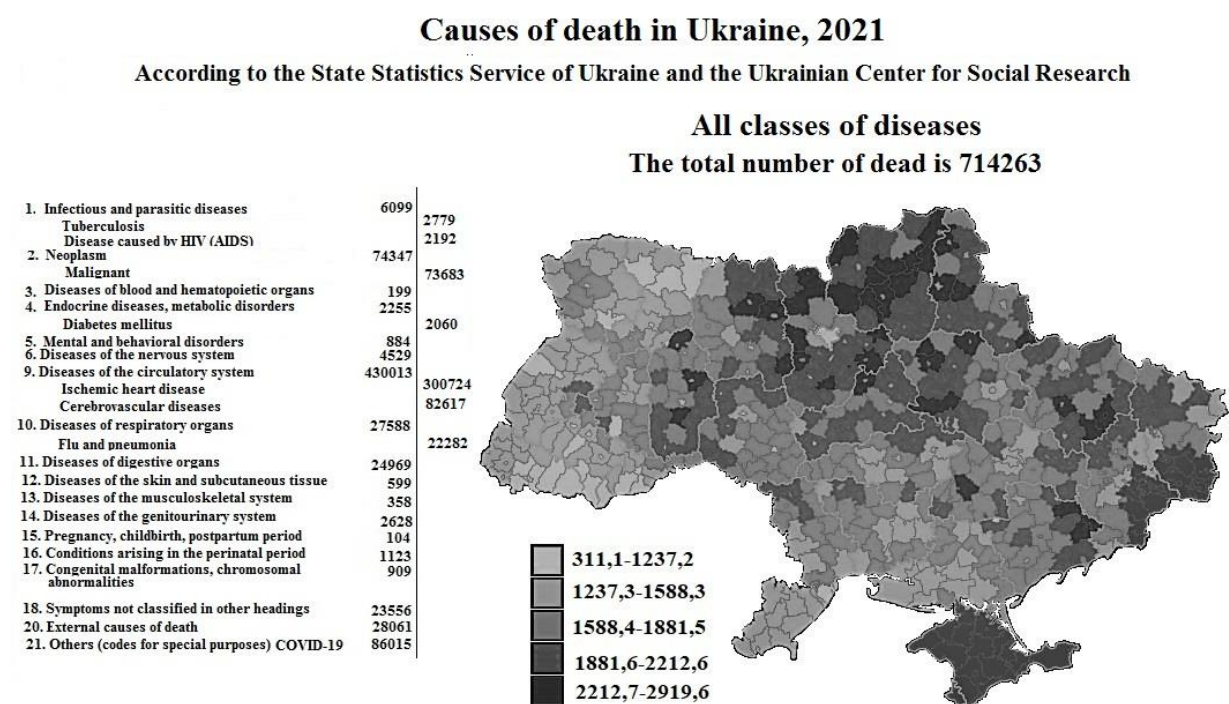 Causes of death in Ukraine, 2021
According to the State Statistics Service of Ukraine and the Ukrainian Center for Social Research
All classes of diseases
The total number of dead is 714263
1. Infectious and parasitic diseases 6099
Tuberculosis 2779
Disease caused by HIV (AIDS) 2192
2. Neoplasm 74347
Malignant 73683
3. Diseases of blood and hematopoietic organs 199
4. Endocrine diseases, metabolic disorders 2255
Diabetes mellitus 2060
5. Mental and behavioral disorders 884
6. Diseases of the nervous system 4529
9. Diseases of the circulatory system 430013
Ischemic heart disease 300724
Cerebrovascular diseases 82617
10. Diseases of respiratory organs 27588
Flu and pneumonia 22282
11. Diseases of digestive organs 24969
12. Diseases of the skin and subcutaneous tissue 599
13. Diseases of the musculoskeletal system 358
14. Diseases of the genitourinary system 2628
15. Pregnancy, childbirth, postpartum period 104
16. Conditions arising in the perinatal period 1123
17. Congenital malformations, chromosomal 909
abnormalities
18. Symptoms not classified in other headings 23556
20. External causes of death 28061
21. Others (codes for special purposes) COVID-19 86015
311,1-1237,2
1237,3-1588,3
1588,4-1881,5
1881,6-2212,6
2212,7-2919,6